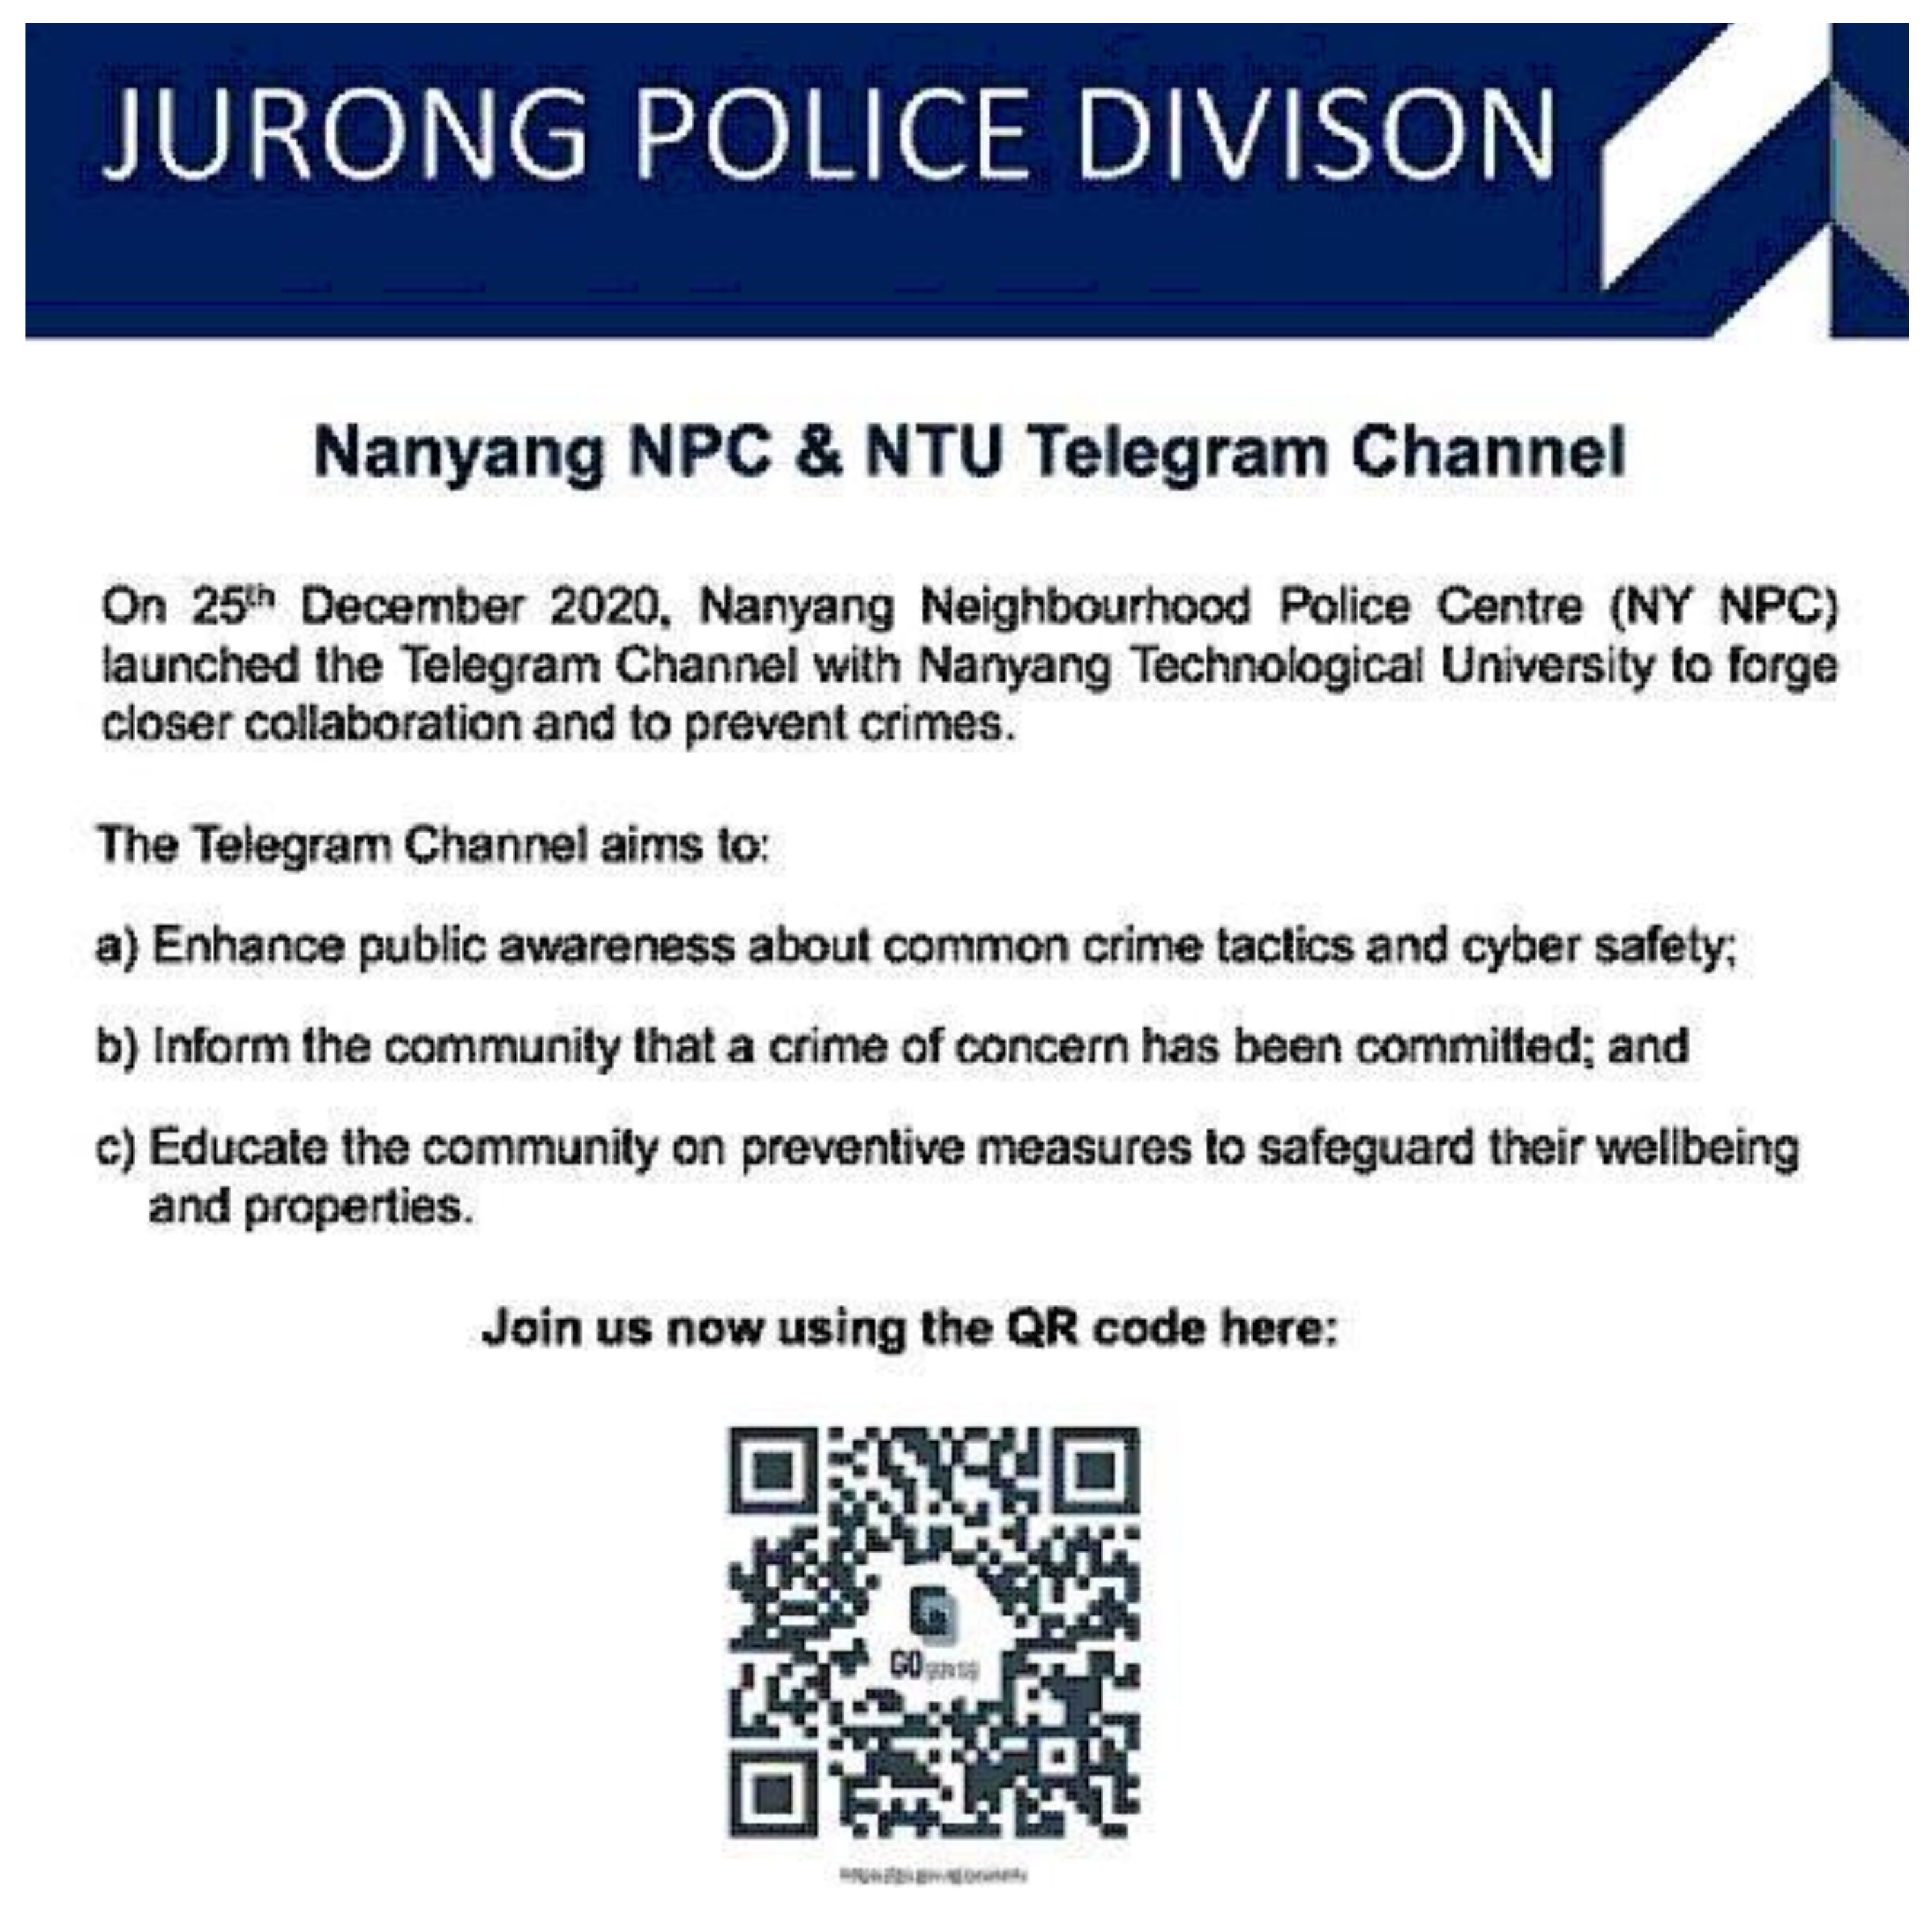 JURONG POLICE DIVISON
Nanyang NPC & NTU Telegram Channel
On 25th December 2020, Nanyang Neighbourhood Police Centre (NY NPC)
launched the Telegram Channel with Nanyang Technological University to forge
closer collaboration and to prevent crimes.
The Telegram Channel aims to:
a) Enhance public awareness about common crime tactics and cyber safety;
b) Inform the community that a crime of concern has been committed; and
c) Educate the community on preventive measures to safeguard their wellbeing
and properties.
Join us now using the QR code here:
GO